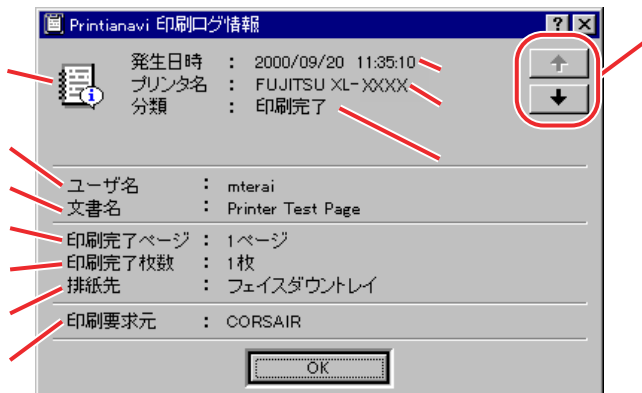 Printianavi 印刷ログ情報
発生日時 : 2000/09/20 11:35:10
プリンタ名 : FUJITSU XL-XXXX
分類 : 印刷完了
ユーザ名 : mterai
文書名 : Printer Test Page
印刷完了ページ : 1ページ
印刷完了枚数 : 1枚
排紙先 : フェイスダウントレイ
印刷要求元 : CORSAIR
OK